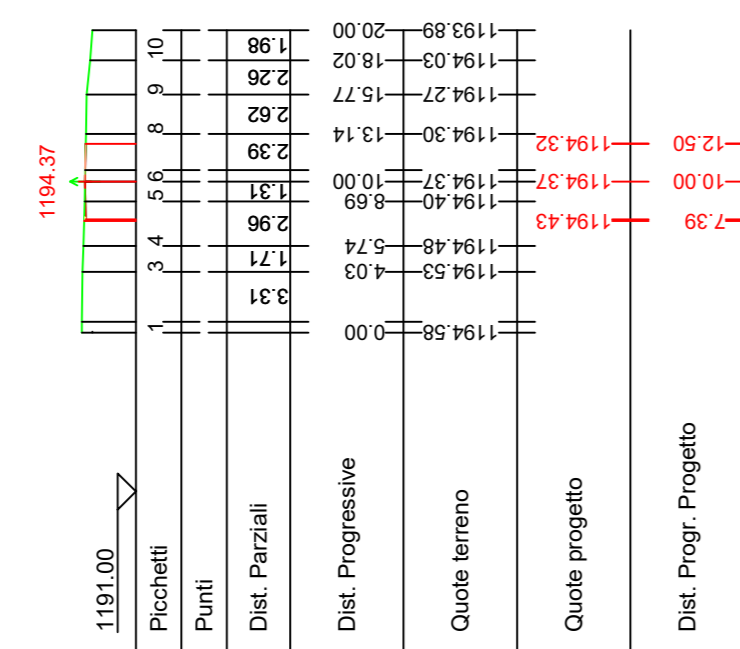 1194.37
1191.00
Picchetti 1 3 4 5 6 8 9 10
Punti
Dist. Parziali 3.31 1.71 2.96 1.31 2.39 2.62 2.26 1.98
Dist. Progressive 0.00 4.03 5.74 8.69 10.00 13.14 15.77 18.02 20.00
Quote terreno 1194.58 1194.53 1194.48 1194.40 1194.37 1194.30 1194.27 1194.03 1193.89
Quote progetto 1194.43 1194.37 1194.32
Dist. Progr. Progetto 7.39 10.00 12.50